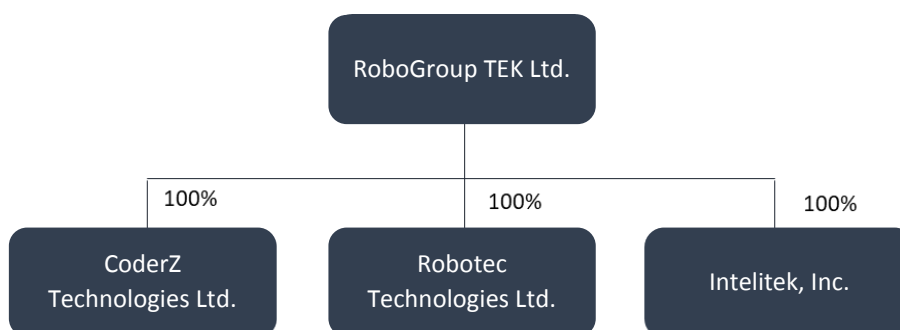 RoboGroup TEK Ltd.
100%
100%
100%
CoderZ
Technologies Ltd.
Robotec
Technologies Ltd.
Intelitek, Inc.